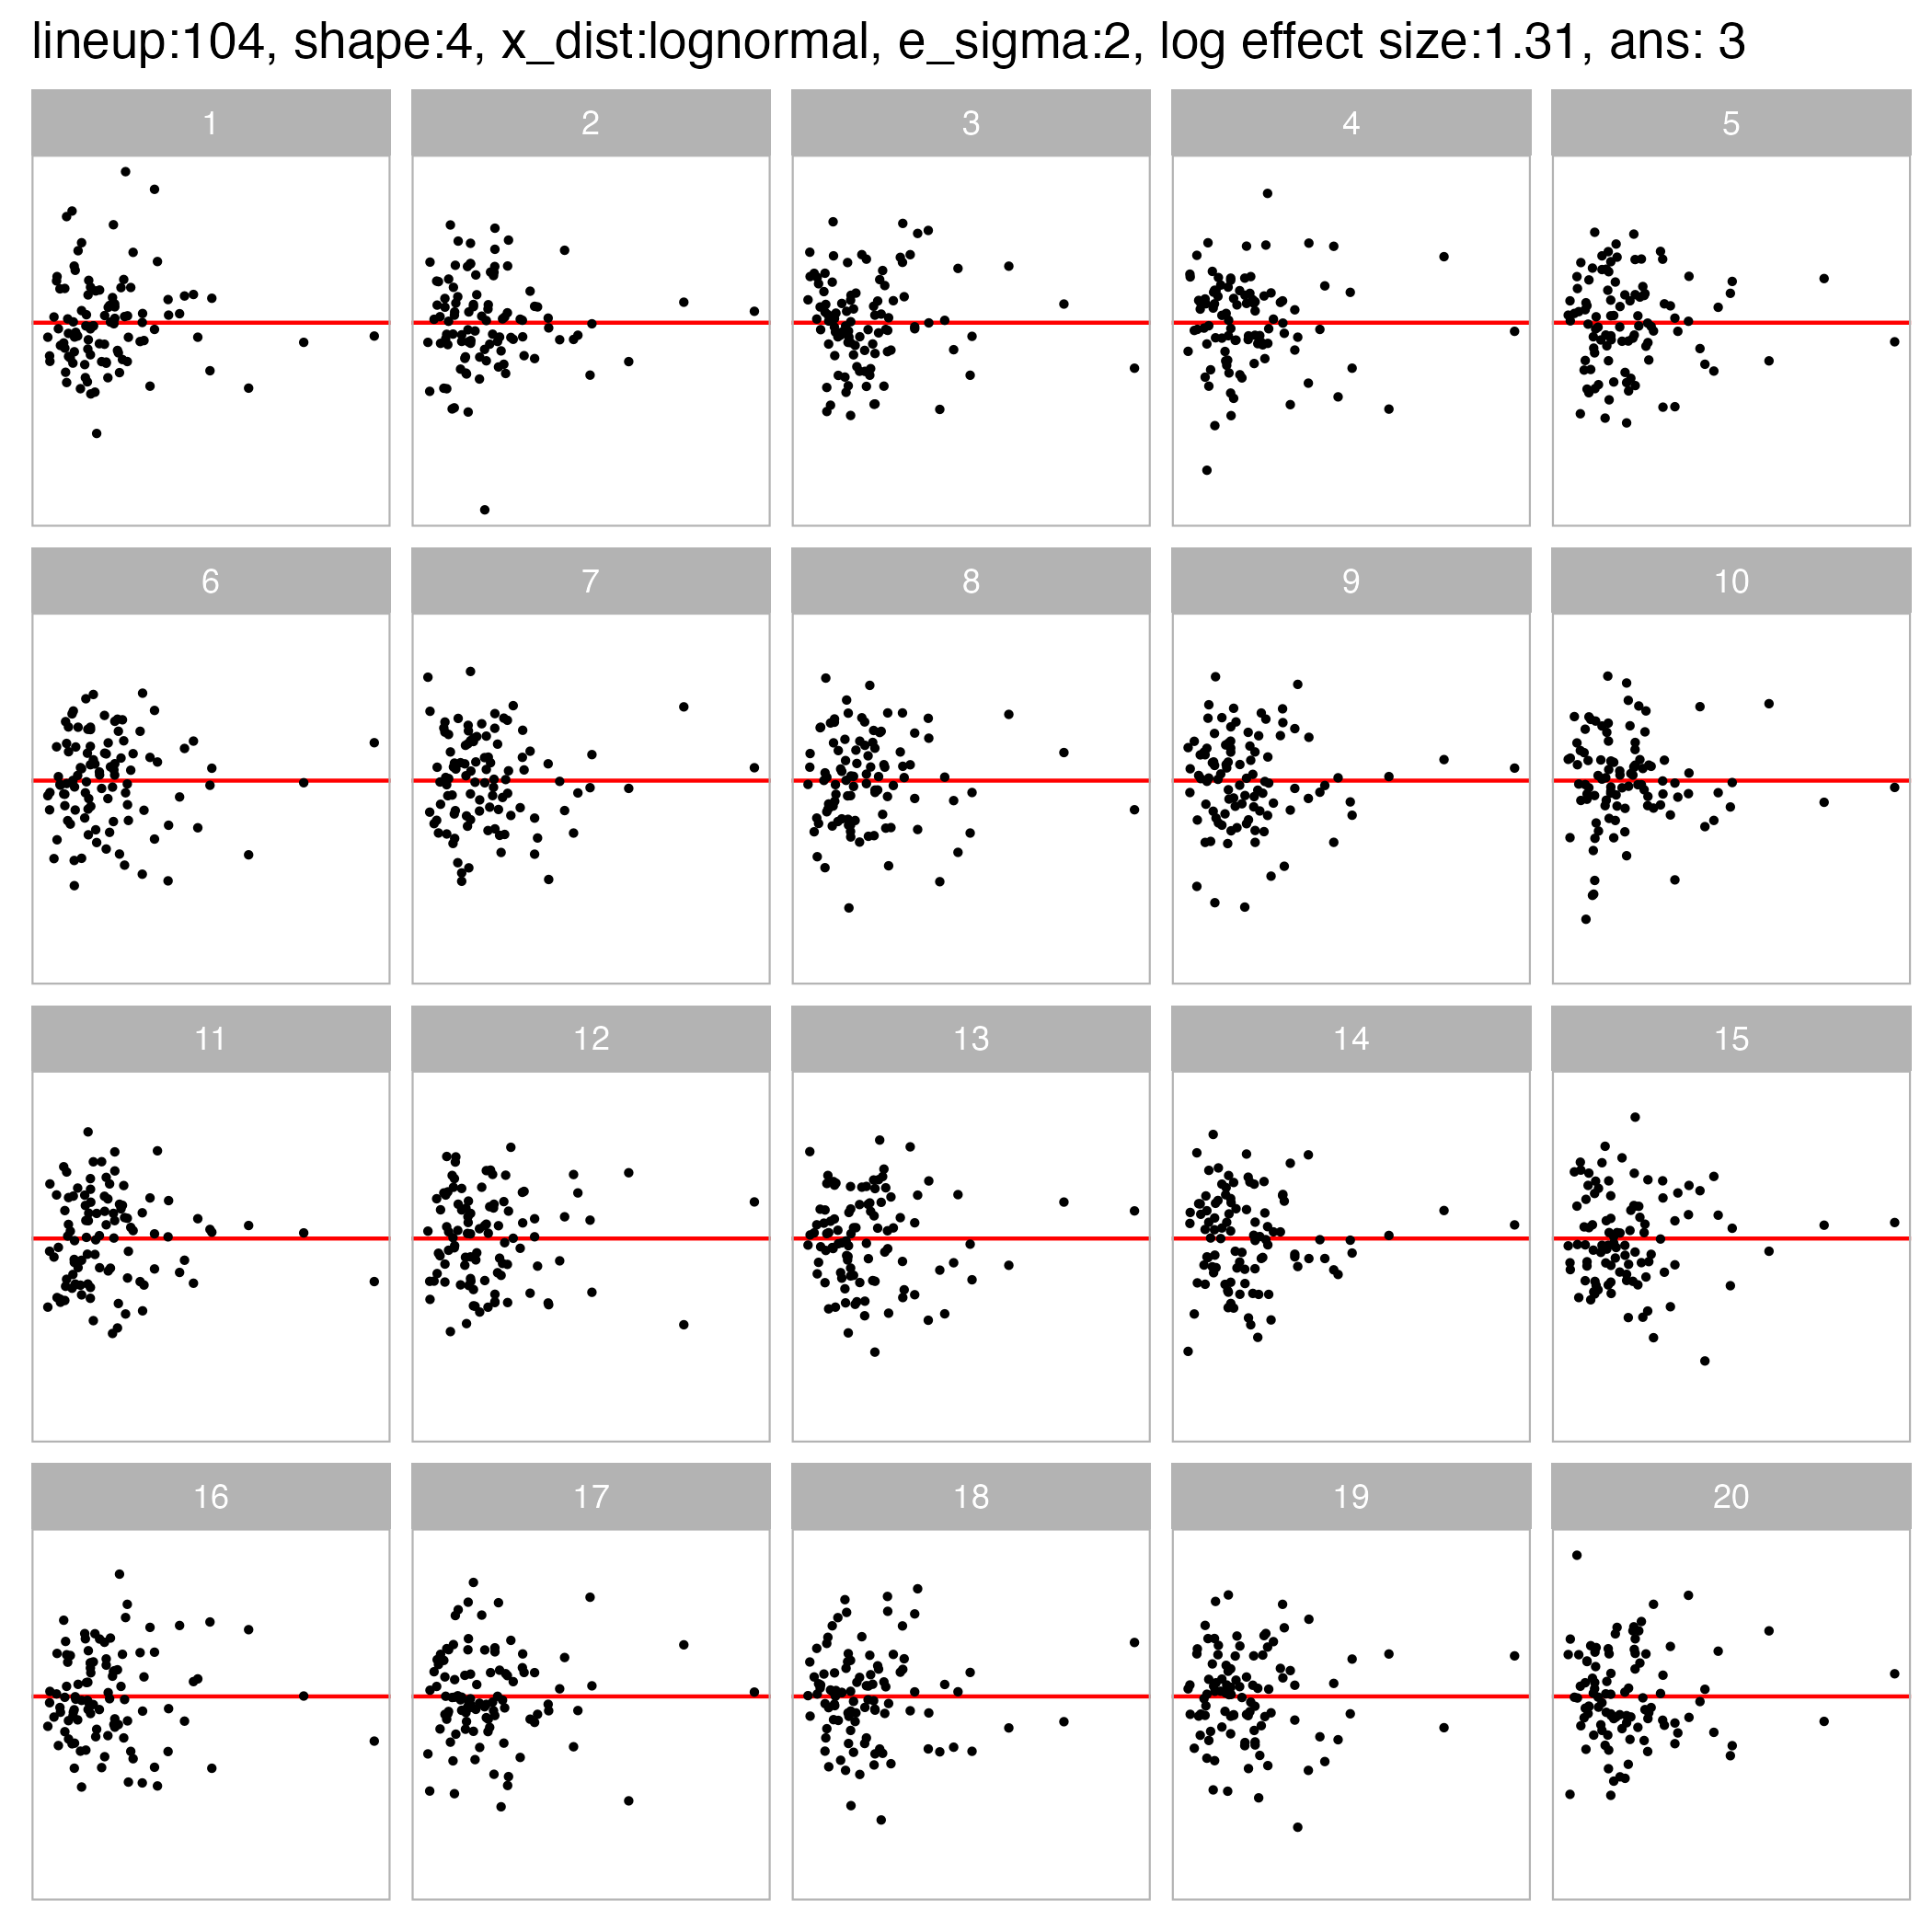 lineup:104, shape:4, x_dist:lognormal, e_sigma:2, log effect size:1.31, ans: 3
1 2 3 4 5
6 7 8 9 10
11 12 13 14 15
16 17 18 19 20